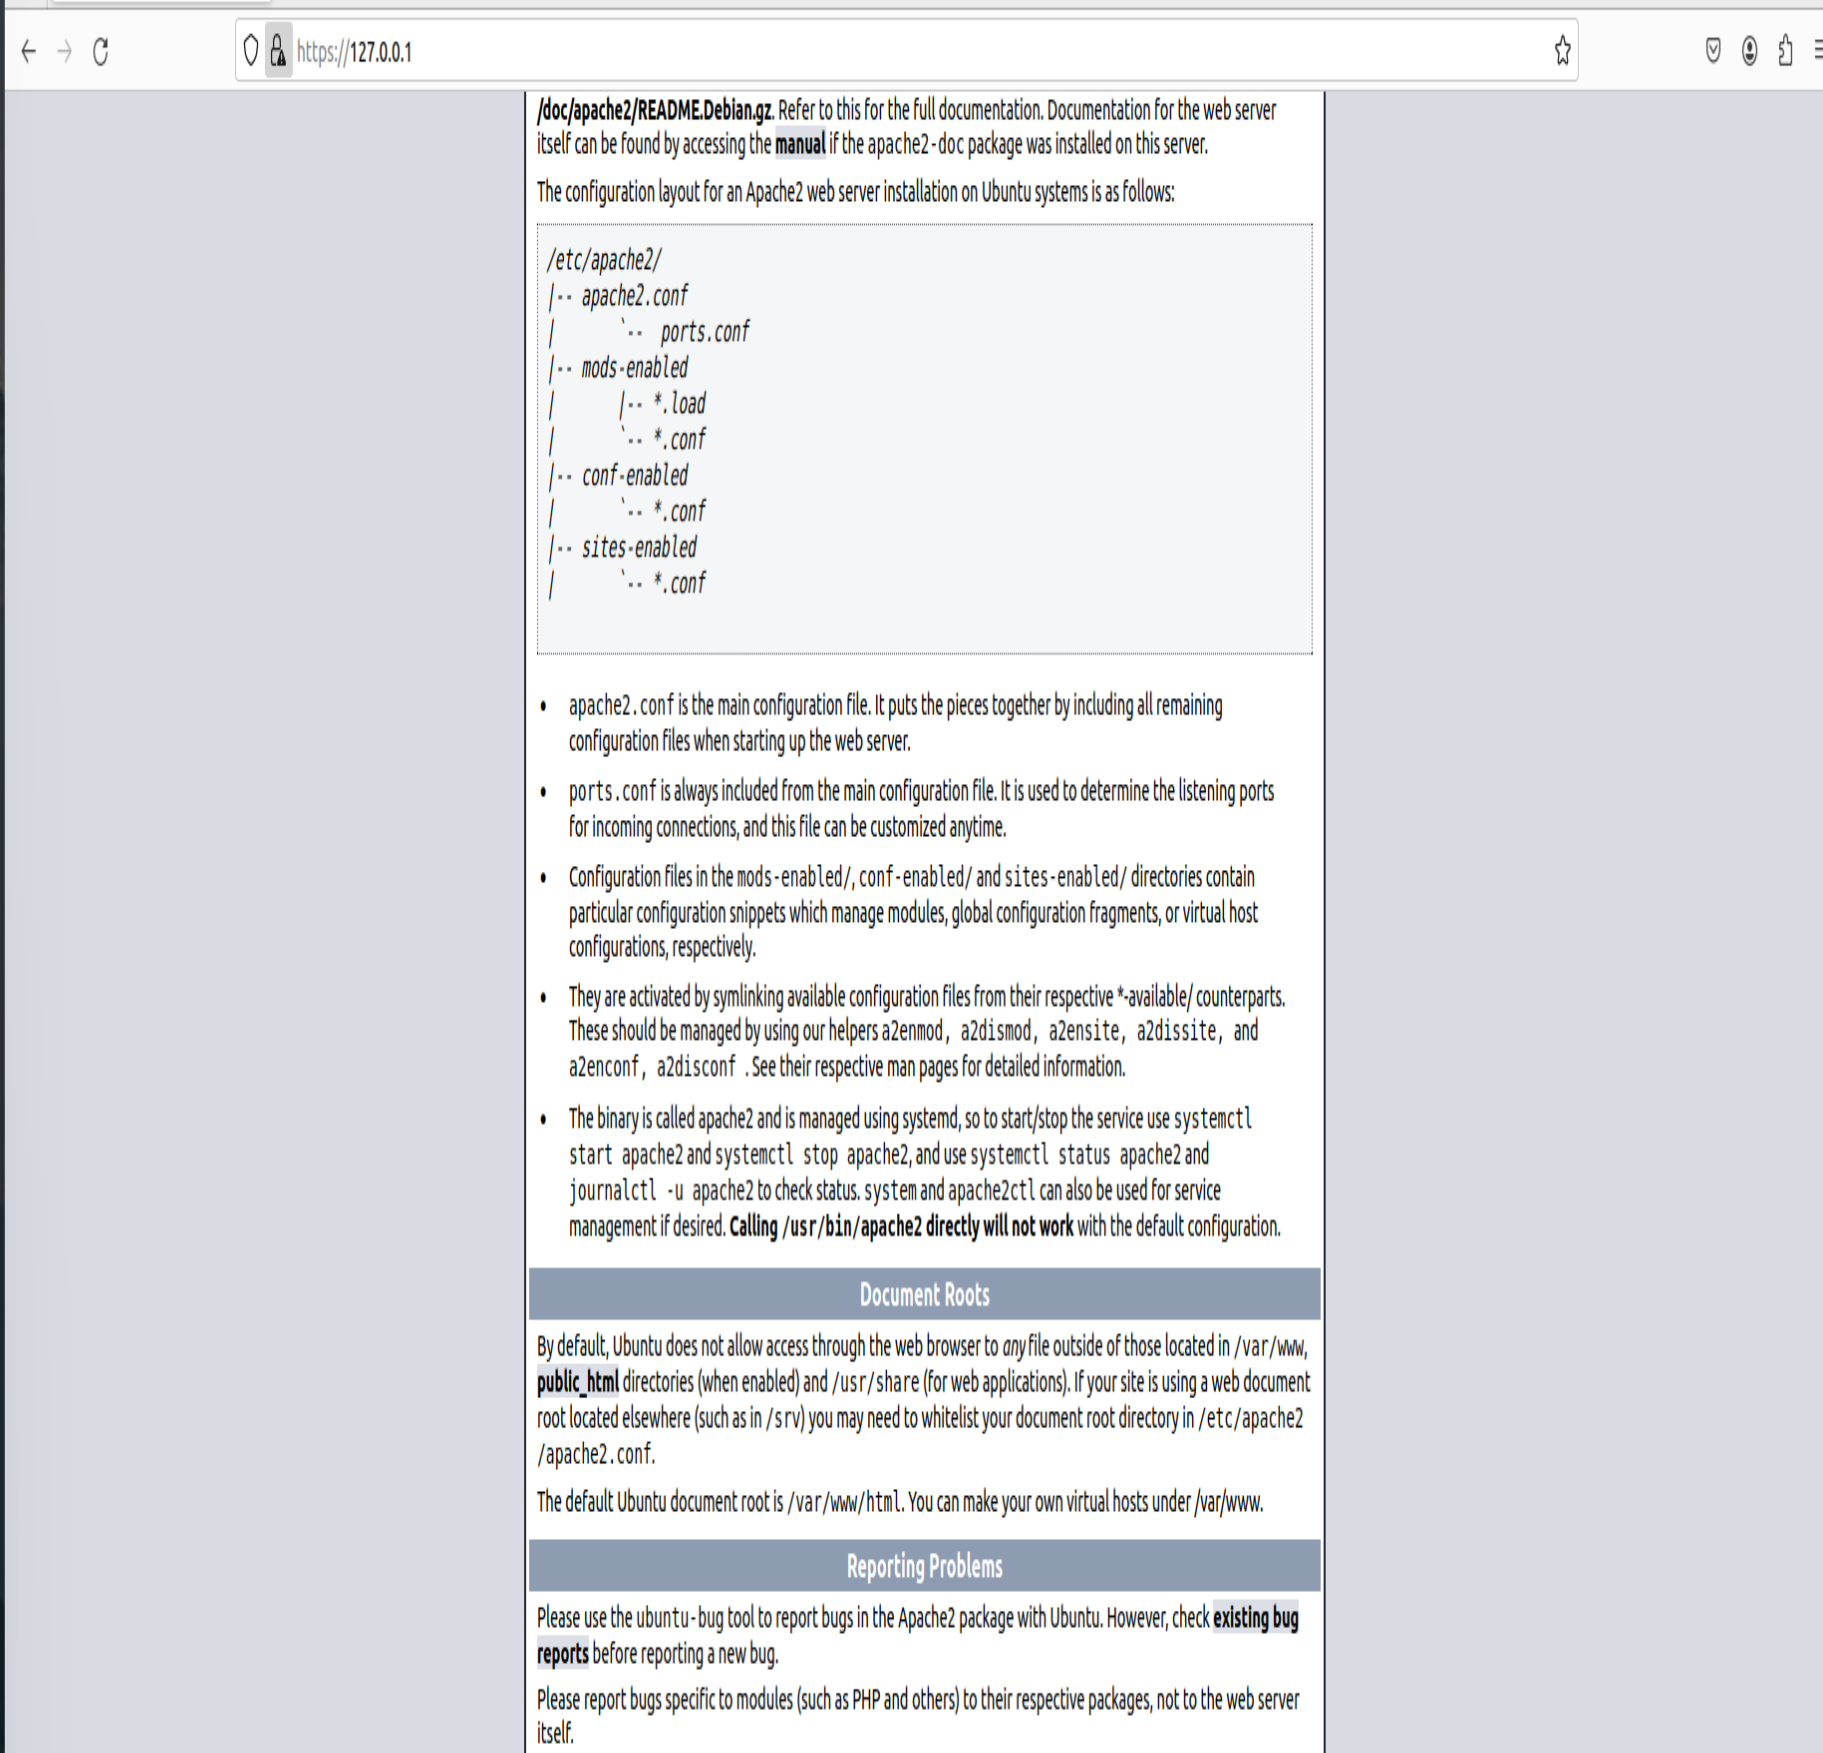 https://127.0.0.1
/doc/apache2/README.Debian.gz. Refer to this for the full documentation. Documentation for the web server
itself can be found by accessing the manual if the apache2-doc package was installed on this server.
The configuration layout for an Apache2 web server installation on Ubuntu systems is as follows:
/etc/apache2/
|-- apache2.conf
|       `--  ports.conf
|-- mods-enabled
|       |-- *.load
|       `-- *.conf
|-- conf-enabled
|       `-- *.conf
|-- sites-enabled
|       `-- *.conf
• apache2.conf is the main configuration file. It puts the pieces together by including all remaining
configuration files when starting up the web server.
• ports.conf is always included from the main configuration file. It is used to determine the listening ports
for incoming connections, and this file can be customized anytime.
• Configuration files in the mods-enabled/, conf-enabled/ and sites-enabled/ directories contain
particular configuration snippets which manage modules, global configuration fragments, or virtual host
configurations, respectively.
• They are activated by symlinking available configuration files from their respective *-available/ counterparts.
These should be managed by using our helpers a2enmod, a2dismod, a2ensite, a2dissite, and
a2enconf, a2disconf . See their respective man pages for detailed information.
• The binary is called apache2 and is managed using systemd, so to start/stop the service use systemctl
start apache2 and systemctl stop apache2, and use systemctl status apache2 and
journalctl -u apache2 to check status. system and apache2ctl can also be used for service
management if desired. Calling /usr/bin/apache2 directly will not work with the default configuration.
Document Roots
By default, Ubuntu does not allow access through the web browser to any file outside of those located in /var/www,
public_html directories (when enabled) and /usr/share (for web applications). If your site is using a web document
root located elsewhere (such as in /srv) you may need to whitelist your document root directory in /etc/apache2
/apache2.conf.
The default Ubuntu document root is /var/www/html. You can make your own virtual hosts under /var/www.
Reporting Problems
Please use the ubuntu-bug tool to report bugs in the Apache2 package with Ubuntu. However, check existing bug
reports before reporting a new bug.
Please report bugs specific to modules (such as PHP and others) to their respective packages, not to the web server
itself.